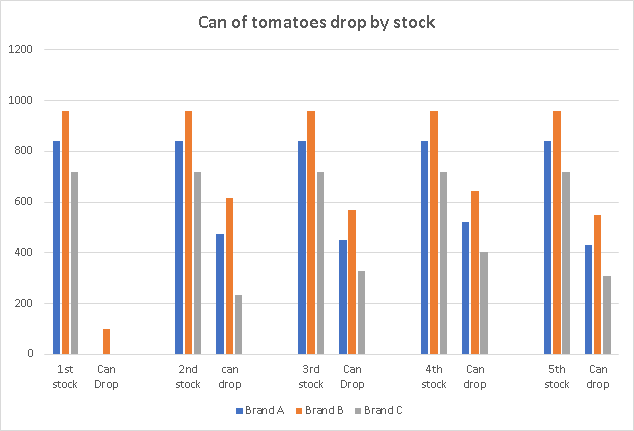 Can of tomatoes drop by stock
1200
1000
800
600
400
200
0
1st stock Can Drop 2nd stock can drop 3rd stock Can Drop 4th stock Can drop 5th stock Can drop
Brand A Brand B Brand C